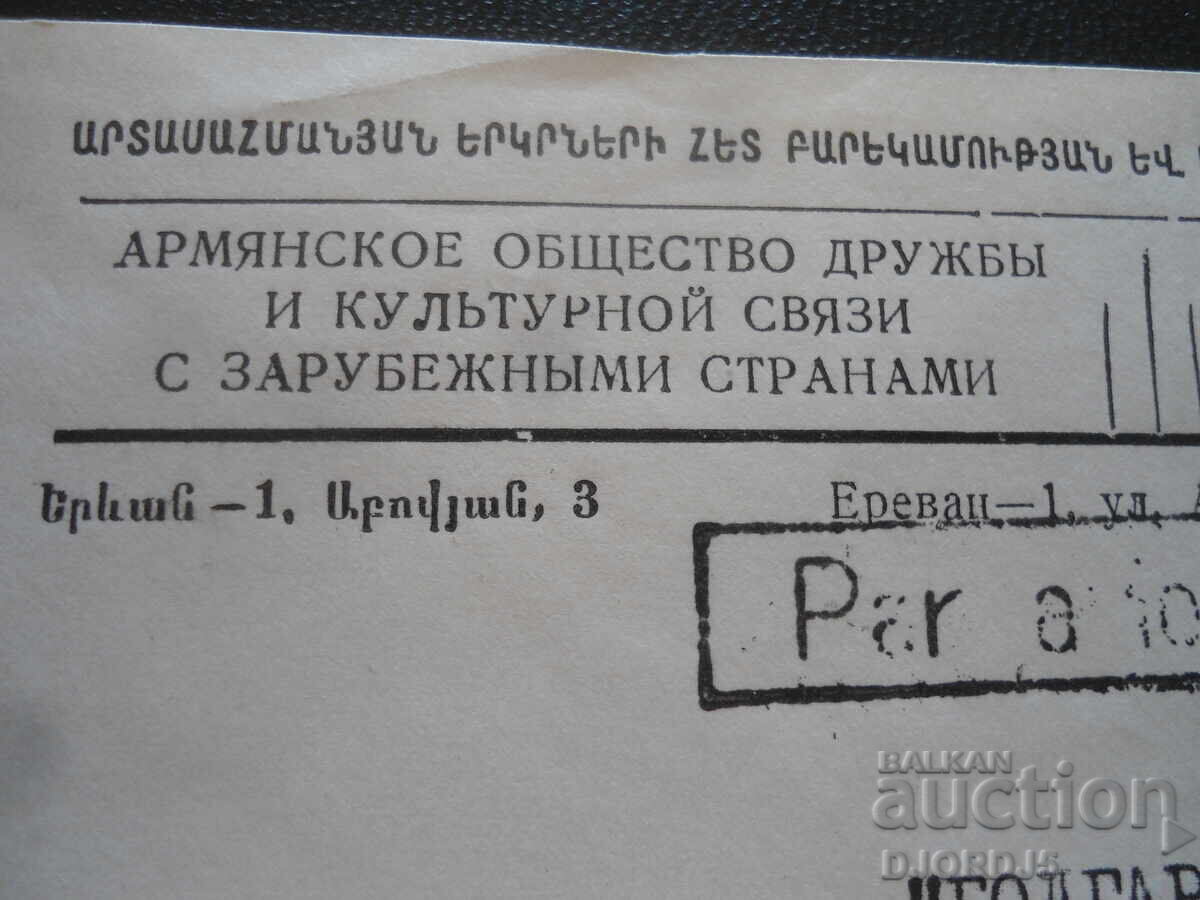 ԱՐՏԱՍԱՀՄԱՆՅԱՆ ԵՐԿՐՆԵՐԻ ՀԵՏ ԲԱՐԵԿԱՄՈՒԹՅԱՆ ԵՎ
АРМЯНСКОЕ ОБЩЕСТВО ДРУЖБЫ
И КУЛЬТУРНОЙ СВЯЗИ
С ЗАРУБЕЖНЫМИ СТРАНАМИ
Երևան —1, Աբովյան, 3
Ереван—1, ул.
Par a
BALKAN
auction
DJORDJ5